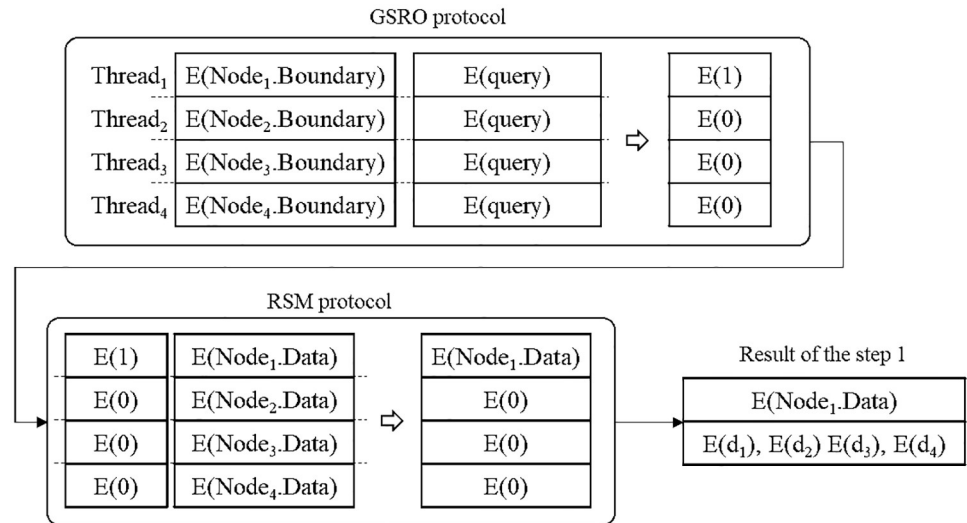 GSRO protocol
Thread₁ E(Node₁.Boundary) E(query) E(1)
Thread₂ E(Node₂.Boundary) E(query) E(0)
Thread₃ E(Node₃.Boundary) E(query) E(0)
Thread₄ E(Node₄.Boundary) E(query) E(0)
RSM protocol
E(1) E(Node₁.Data) E(Node₁.Data)
E(0) E(Node₂.Data) E(0)
E(0) E(Node₃.Data) E(0)
E(0) E(Node₄.Data) E(0)
Result of the step 1
E(Node₁.Data)
E(d₁), E(d₂) E(d₃), E(d₄)